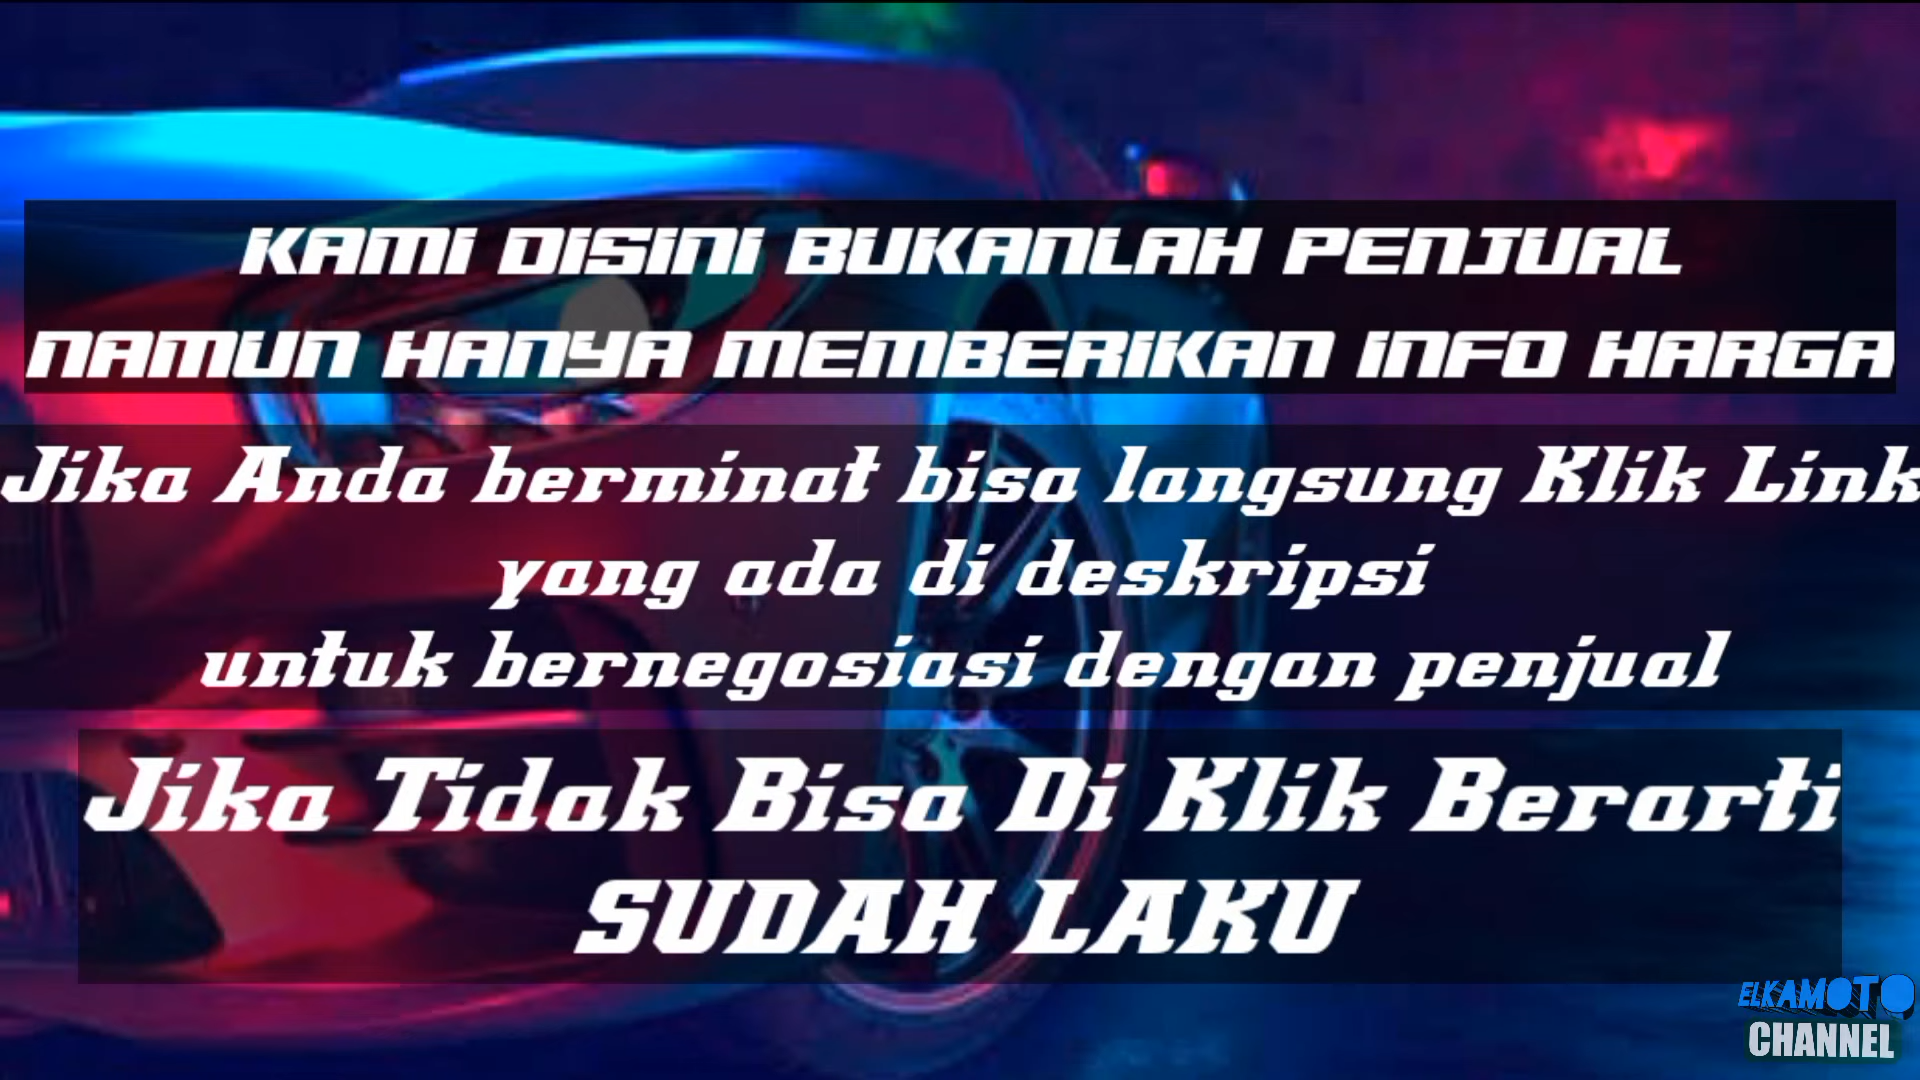 KAMI DISINI BUKANLAH PENJUAL
NAMUN HANYA MEMBERIKAN INFO HARGA
Jika Anda berminat bisa langsung Klik Link
yang ada di deskripsi
untuk bernegosiasi dengan penjual
Jika Tidak Bisa Di Klik Berarti
SUDAH LAKU
ELKAMOTO
CHANNEL